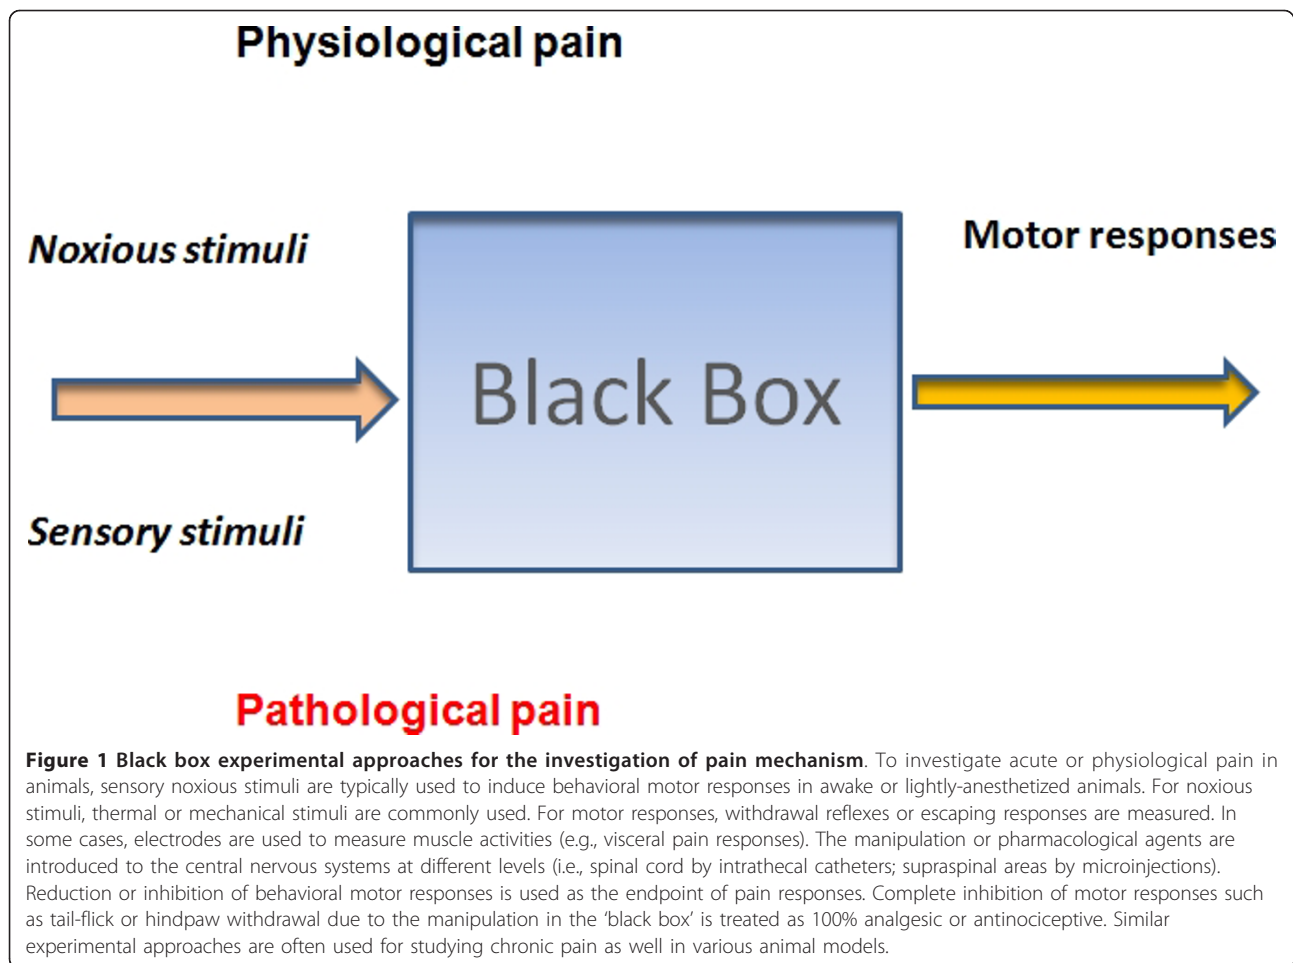 Physiological pain
Noxious stimuli
Motor responses
Black Box
Sensory stimuli
Pathological pain
Figure 1 Black box experimental approaches for the investigation of pain mechanism. To investigate acute or physiological pain in
animals, sensory noxious stimuli are typically used to induce behavioral motor responses in awake or lightly-anesthetized animals. For noxious
stimuli, thermal or mechanical stimuli are commonly used. For motor responses, withdrawal reflexes or escaping responses are measured. In
some cases, electrodes are used to measure muscle activities (e.g., visceral pain responses). The manipulation or pharmacological agents are
introduced to the central nervous systems at different levels (i.e., spinal cord by intrathecal catheters; supraspinal areas by microinjections).
Reduction or inhibition of behavioral motor responses is used as the endpoint of pain responses. Complete inhibition of motor responses such
as tail-flick or hindpaw withdrawal due to the manipulation in the ‘black box’ is treated as 100% analgesic or antinociceptive. Similar
experimental approaches are often used for studying chronic pain as well in various animal models.